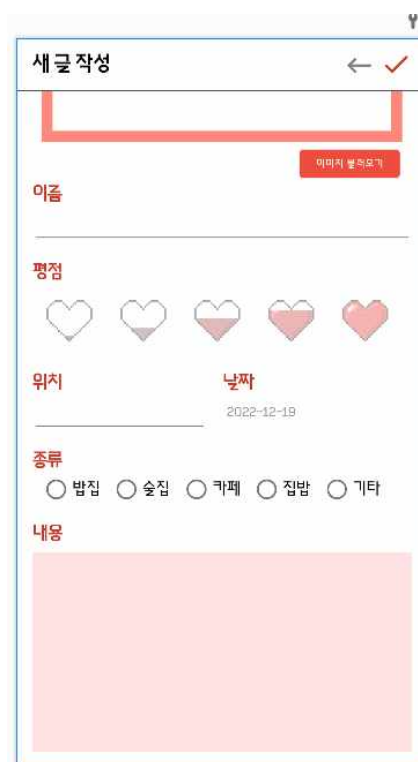 새 글 작성
이미지 불러오기
이름
평점
위치 날짜
2022-12-19
종류
밥집 술집 카페 집밥 기타
내용